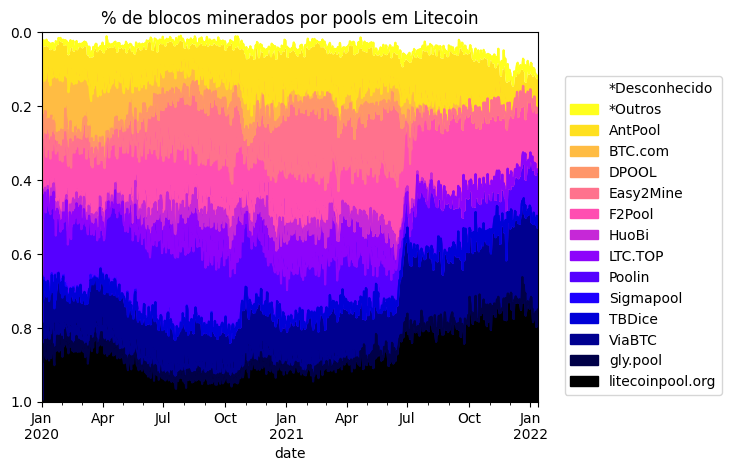 % de blocos minerados por pools em Litecoin
0.0
0.2
0.4
0.6
0.8
1.0
Jan Apr Jul Oct Jan Apr Jul Oct Jan
2020 2021 2022
date
*Desconhecido
*Outros
AntPool
BTC.com
DPOOL
Easy2Mine
F2Pool
HuoBi
LTC.TOP
Poolin
Sigmapool
TBDice
ViaBTC
gly.pool
litecoinpool.org